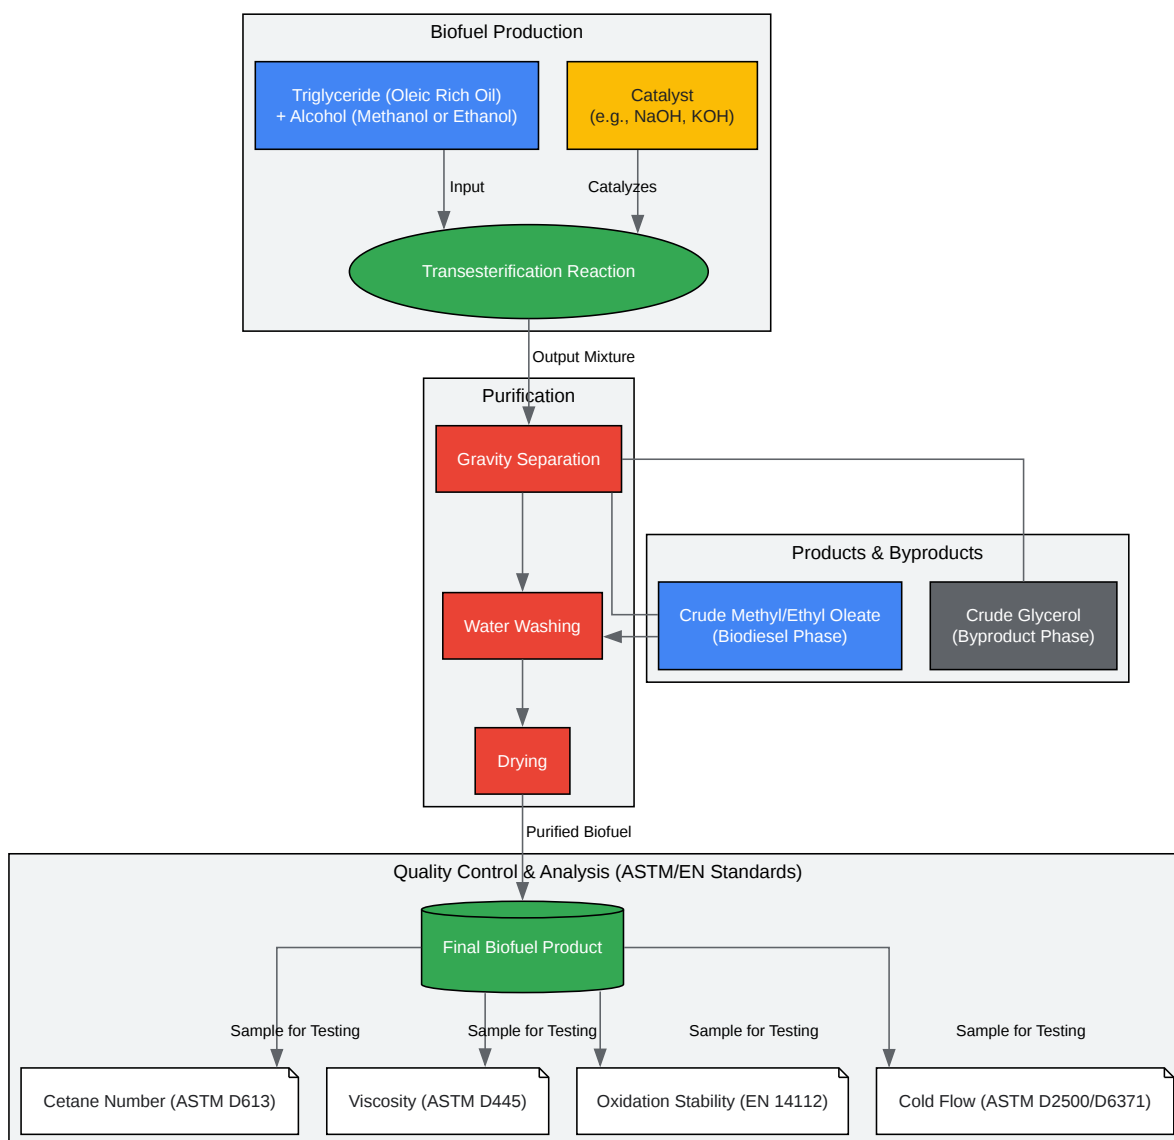 Biofuel Production
Triglyceride (Oleic Rich Oil)
+ Alcohol (Methanol or Ethanol)
Catalyst
(e.g., NaOH, KOH)
Input
Catalyzes
Transesterification Reaction
Output Mixture
Purification
Gravity Separation
Products & Byproducts
Crude Methyl/Ethyl Oleate
(Biodiesel Phase)
Crude Glycerol
(Byproduct Phase)
Water Washing
Drying
Purified Biofuel
Quality Control & Analysis (ASTM/EN Standards)
Final Biofuel Product
Sample for Testing
Sample for Testing
Sample for Testing
Sample for Testing
Cetane Number (ASTM D613)
Viscosity (ASTM D445)
Oxidation Stability (EN 14112)
Cold Flow (ASTM D2500/D6371)